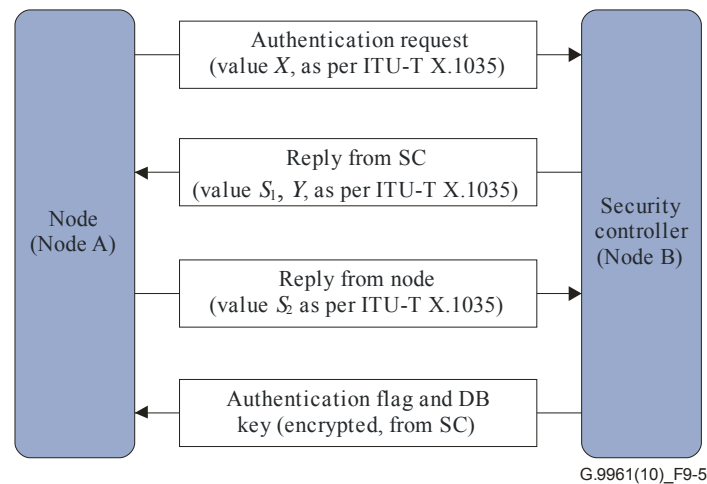 Authentication request
(value X, as per ITU-T X.1035)
Reply from SC
(value S₁, Y, as per ITU-T X.1035)
Node
(Node A)
Security
controller
(Node B)
Reply from node
(value S₂ as per ITU-T X.1035)
Authentication flag and DB
key (encrypted, from SC)
G.9961(10)_F9-5